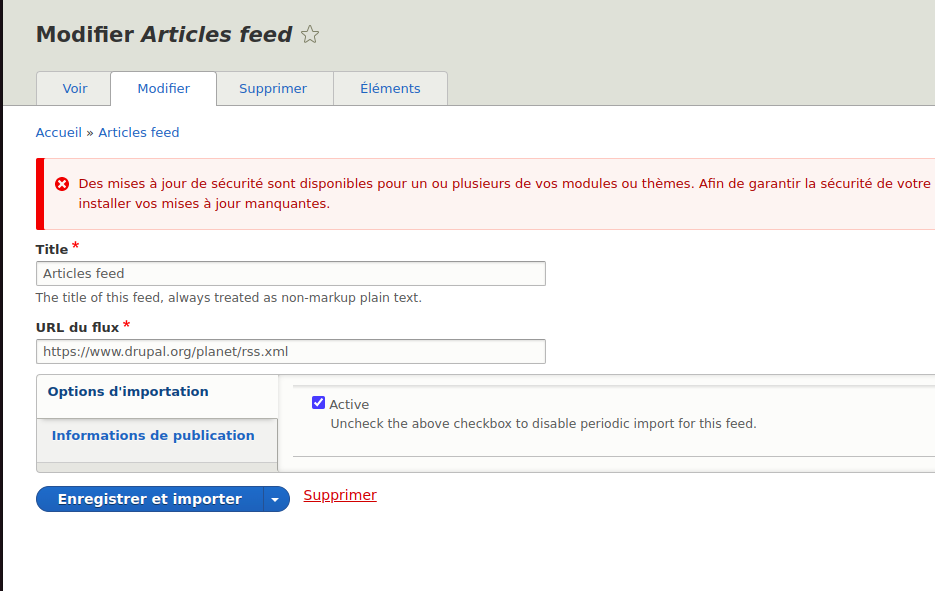 Modifier Articles feed
Voir Modifier Supprimer Éléments
Accueil » Articles feed
Des mises à jour de sécurité sont disponibles pour un ou plusieurs de vos modules ou thèmes. Afin de garantir la sécurité de votre
installer vos mises à jour manquantes.
Title *
Articles feed
The title of this feed, always treated as non-markup plain text.
URL du flux *
https://www.drupal.org/planet/rss.xml
Options d'importation
Active
Uncheck the above checkbox to disable periodic import for this feed.
Informations de publication
Enregistrer et importer Supprimer